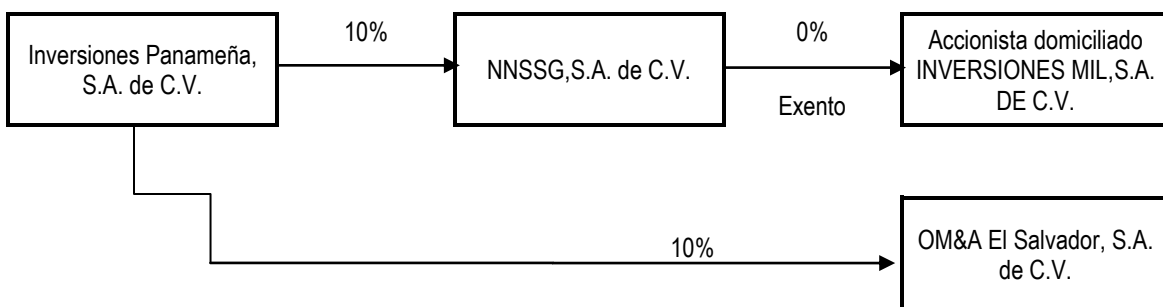 Inversiones Panameña,
S.A. de C.V.
10%
NNSSG,S.A. de C.V.
0%
Exento
Accionista domiciliado
INVERSIONES MIL,S.A.
DE C.V.
10%
OM&A El Salvador, S.A.
de C.V.